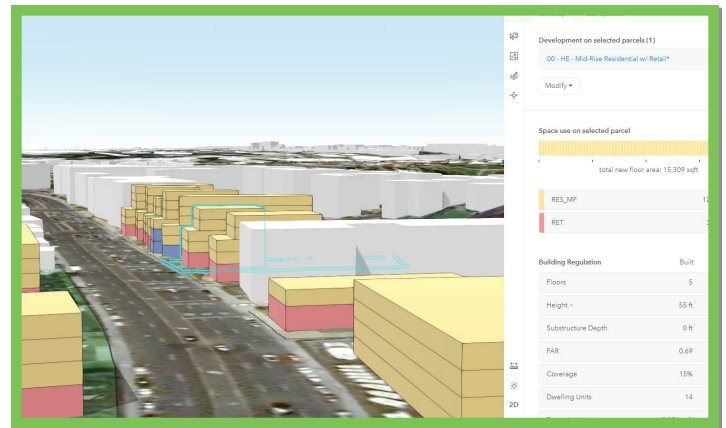 Development on selected parcels (1)
00 - HE - Mid-Rise Residential w/ Retail*
Modify
Space use on selected parcel
total new floor area: 15,309 sqft
RES_MF 12
RET 3
Building Regulation Built
Floors 5
Height 55 ft
Substructure Depth 0 ft
FAR 0.69
Coverage 15%
Dwelling Units 14
2D